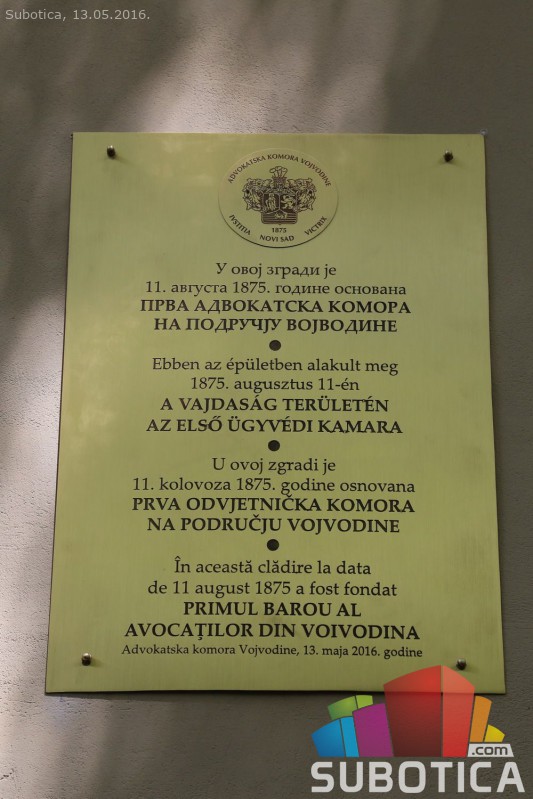 Subotica, 13.05.2016.
ADVOKATSKA KOMORA VOJVODINE
1875
IVSTITIA NOVI SAD VICTRIX
У овој згради је
11. августа 1875. године основана
ПРВА АДВОКАТСКА КОМОРА
НА ПОДРУЧЈУ ВОЈВОДИНЕ
Ebben az épületben alakult meg
1875. augusztus 11-én
A VAJDASÁG TERÜLETÉN
AZ ELSŐ ÜGYVÉDI KAMARA
U ovoj zgradi je
11. kolovoza 1875. godine osnovana
PRVA ODVJETNIČKA KOMORA
NA PODRUČJU VOJVODINE
În această clădire la data
de 11 august 1875 a fost fondat
PRIMUL BAROU AL
AVOCAŢILOR DIN VOIVODINA
Advokatska komora Vojvodine, 13. maja 2016. godine
.com
SUBOTICA